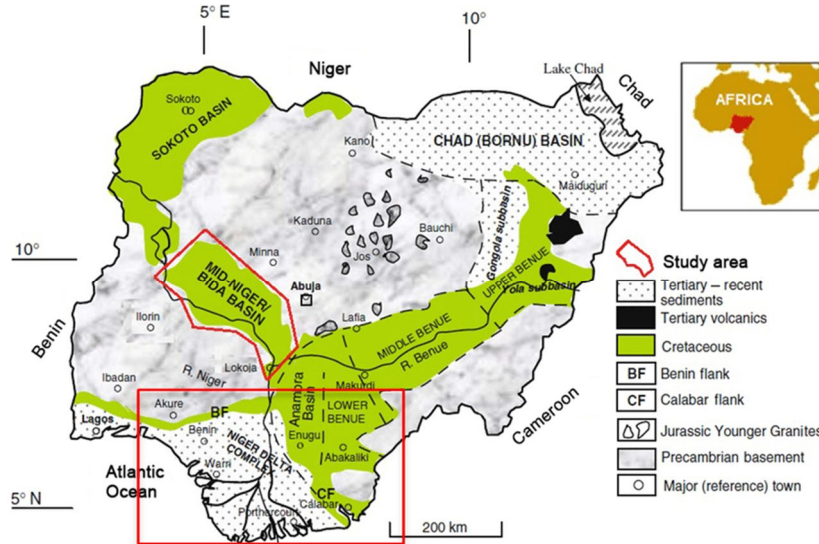 5° E
10°
Niger
Lake Chad
Chad
AFRICA
Sokoto
SOKOTO BASIN
Kano
CHAD (BORNU) BASIN
Maiduguri
Kaduna
Bauchi
Jos
Gongola subbasin
10°
Minna
MID-NIGER/
BIDA BASIN
Abuja
UPPER BENUE
Yola subbasin
Study area
Tertiary – recent
sediments
Tertiary volcanics
Cretaceous
BF Benin flank
CF Calabar flank
Jurassic Younger Granites
Precambrian basement
Major (reference) town
Benin
Ilorin
Lafia
MIDDLE BENUE
R. Benue
Lokoja
R. Niger
Ibadan
Makurdi
Cameroon
Akure
BF
Anamora
Basin
LOWER
BENUE
Lagos
Benin
Enugu
Abakaliki
NIGER DELTA
COMPLEX
Warri
Atlantic
Ocean
5° N
CF
Calabar
Portharcourt
200 km